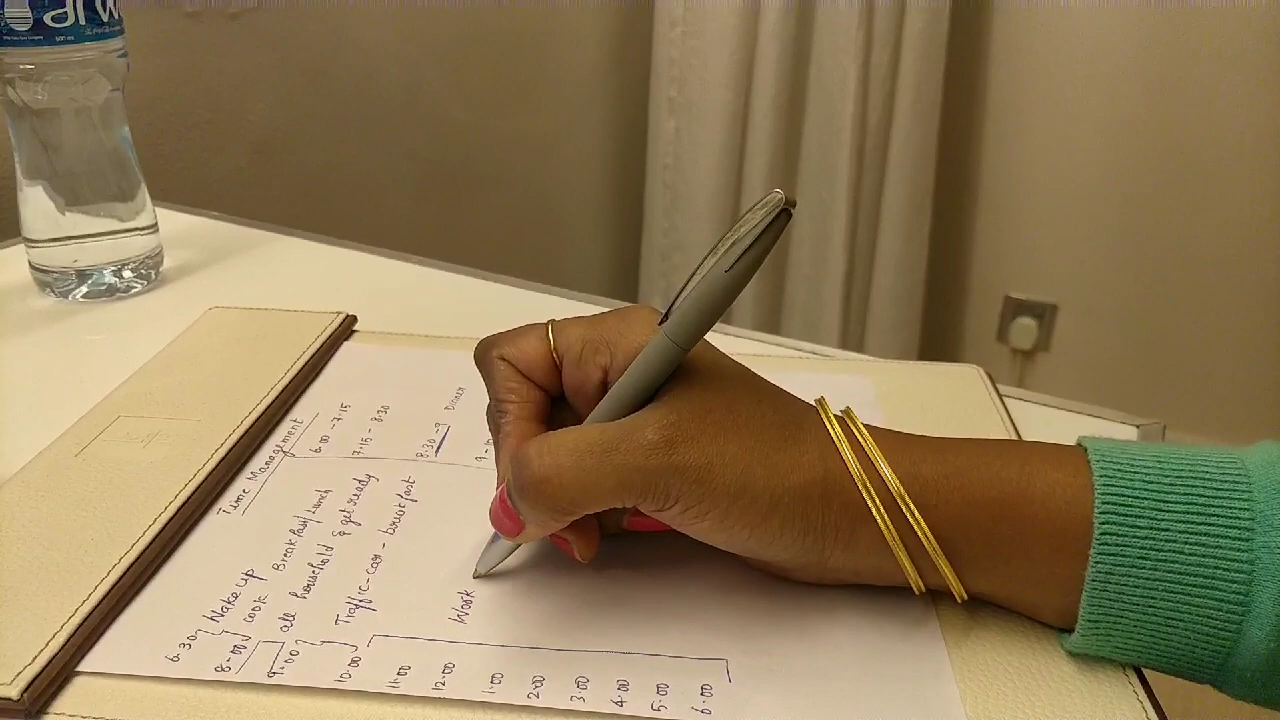 Time Management
6.30 Wake up
8.00 cook Breakfast/Lunch
9.00 all household & get ready
10.00 Traffic-car - breakfast
11.00
12.00
1.00 Work
2.00
3.00
4.00
5.00
6.00
6.00 - 7.15
7.15 - 8.30
8.30 - 9 Dinner
9 -